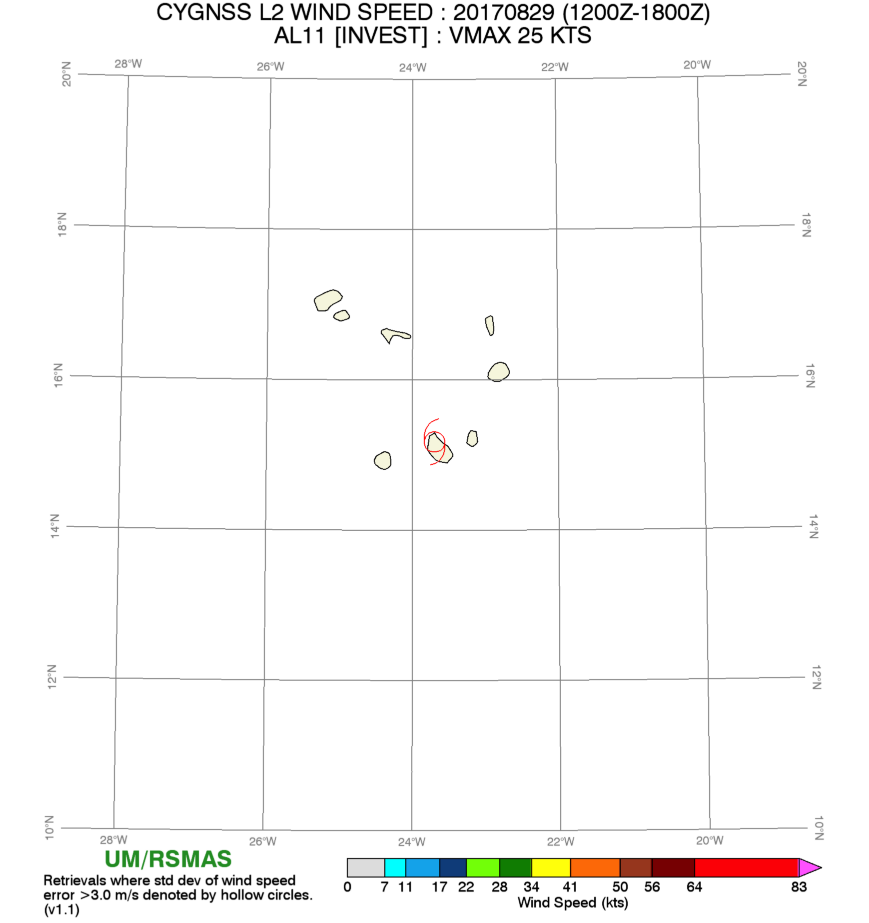 CYGNSS L2 WIND SPEED : 20170829 (1200Z-1800Z)
AL11 [INVEST] : VMAX 25 KTS
28°W 26°W 24°W 22°W 20°W
20°N 20°N
18°N 18°N
16°N 16°N
14°N 14°N
12°N 12°N
10°N 10°N
28°W 26°W 24°W 22°W 20°W
UM/RSMAS
Retrievals where std dev of wind speed
error >3.0 m/s denoted by hollow circles.
(v1.1)
0 7 11 17 22 28 34 41 50 56 64 83
Wind Speed (kts)